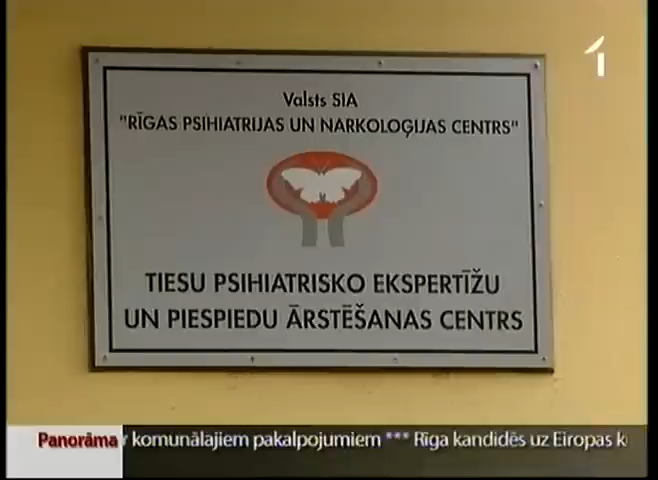 1
Valsts SIA
"RĪGAS PSIHIATRIJAS UN NARKOLOĢIJAS CENTRS"
TIESU PSIHIATRISKO EKSPERTĪŽU
UN PIESPIEDU ĀRSTĒŠANAS CENTRS
Panorāma komunālajiem pakalpojumiem *** Rīga kandidēs uz Eiropas